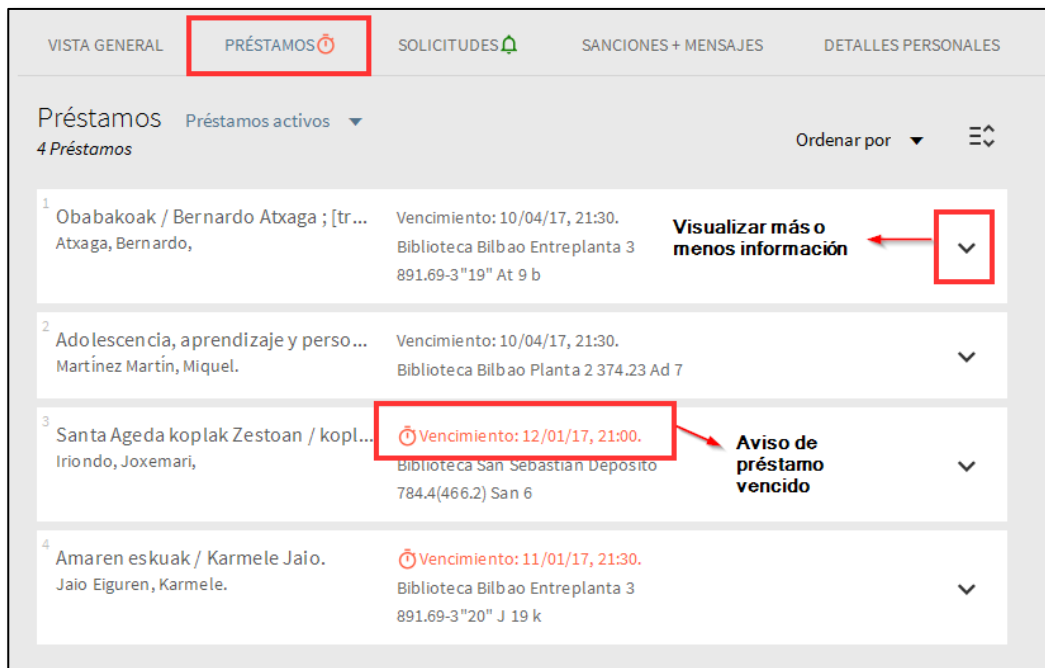 VISTA GENERAL PRÉSTAMOS SOLICITUDES SANCIONES + MENSAJES DETALLES PERSONALES
Préstamos Préstamos activos
4 Préstamos
Ordenar por
1
Obabakoak / Bernardo Atxaga ; [tr...
Atxaga, Bernardo,
Vencimiento: 10/04/17, 21:30.
Biblioteca Bilbao Entreplanta 3
891.69-3"19" At 9 b
Visualizar más o
menos información
2
Adolescencia, aprendizaje y perso...
Martínez Martín, Miquel.
Vencimiento: 10/04/17, 21:30.
Biblioteca Bilbao Planta 2 374.23 Ad 7
3
Santa Ageda koplak Zestoan / kopl...
Iriondo, Joxemari,
Vencimiento: 12/01/17, 21:00.
Biblioteca San Sebastián Depósito
784.4(466.2) San 6
Aviso de
préstamo
vencido
4
Amaren eskuak / Karmele Jaio.
Jaio Eiguren, Karmele.
Vencimiento: 11/01/17, 21:30.
Biblioteca Bilbao Entreplanta 3
891.69-3"20" J 19 k